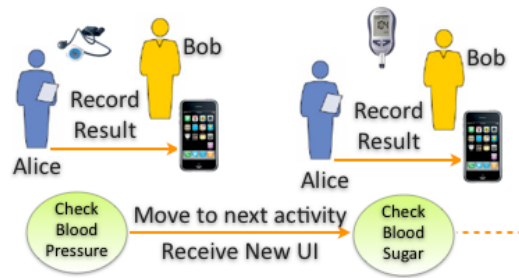 Bob
Record
Result
Alice
104
Bob
Record
Result
Alice
Check
Blood
Pressure
Move to next activity
Receive New UI
Check
Blood
Sugar